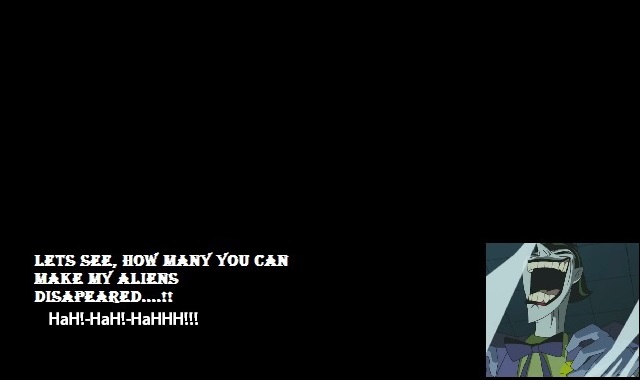 LETS SEE, HOW MANY YOU CAN
MAKE MY ALIENS
DISAPEARED....!!
HaH!-HaH!-HaHHH!!!